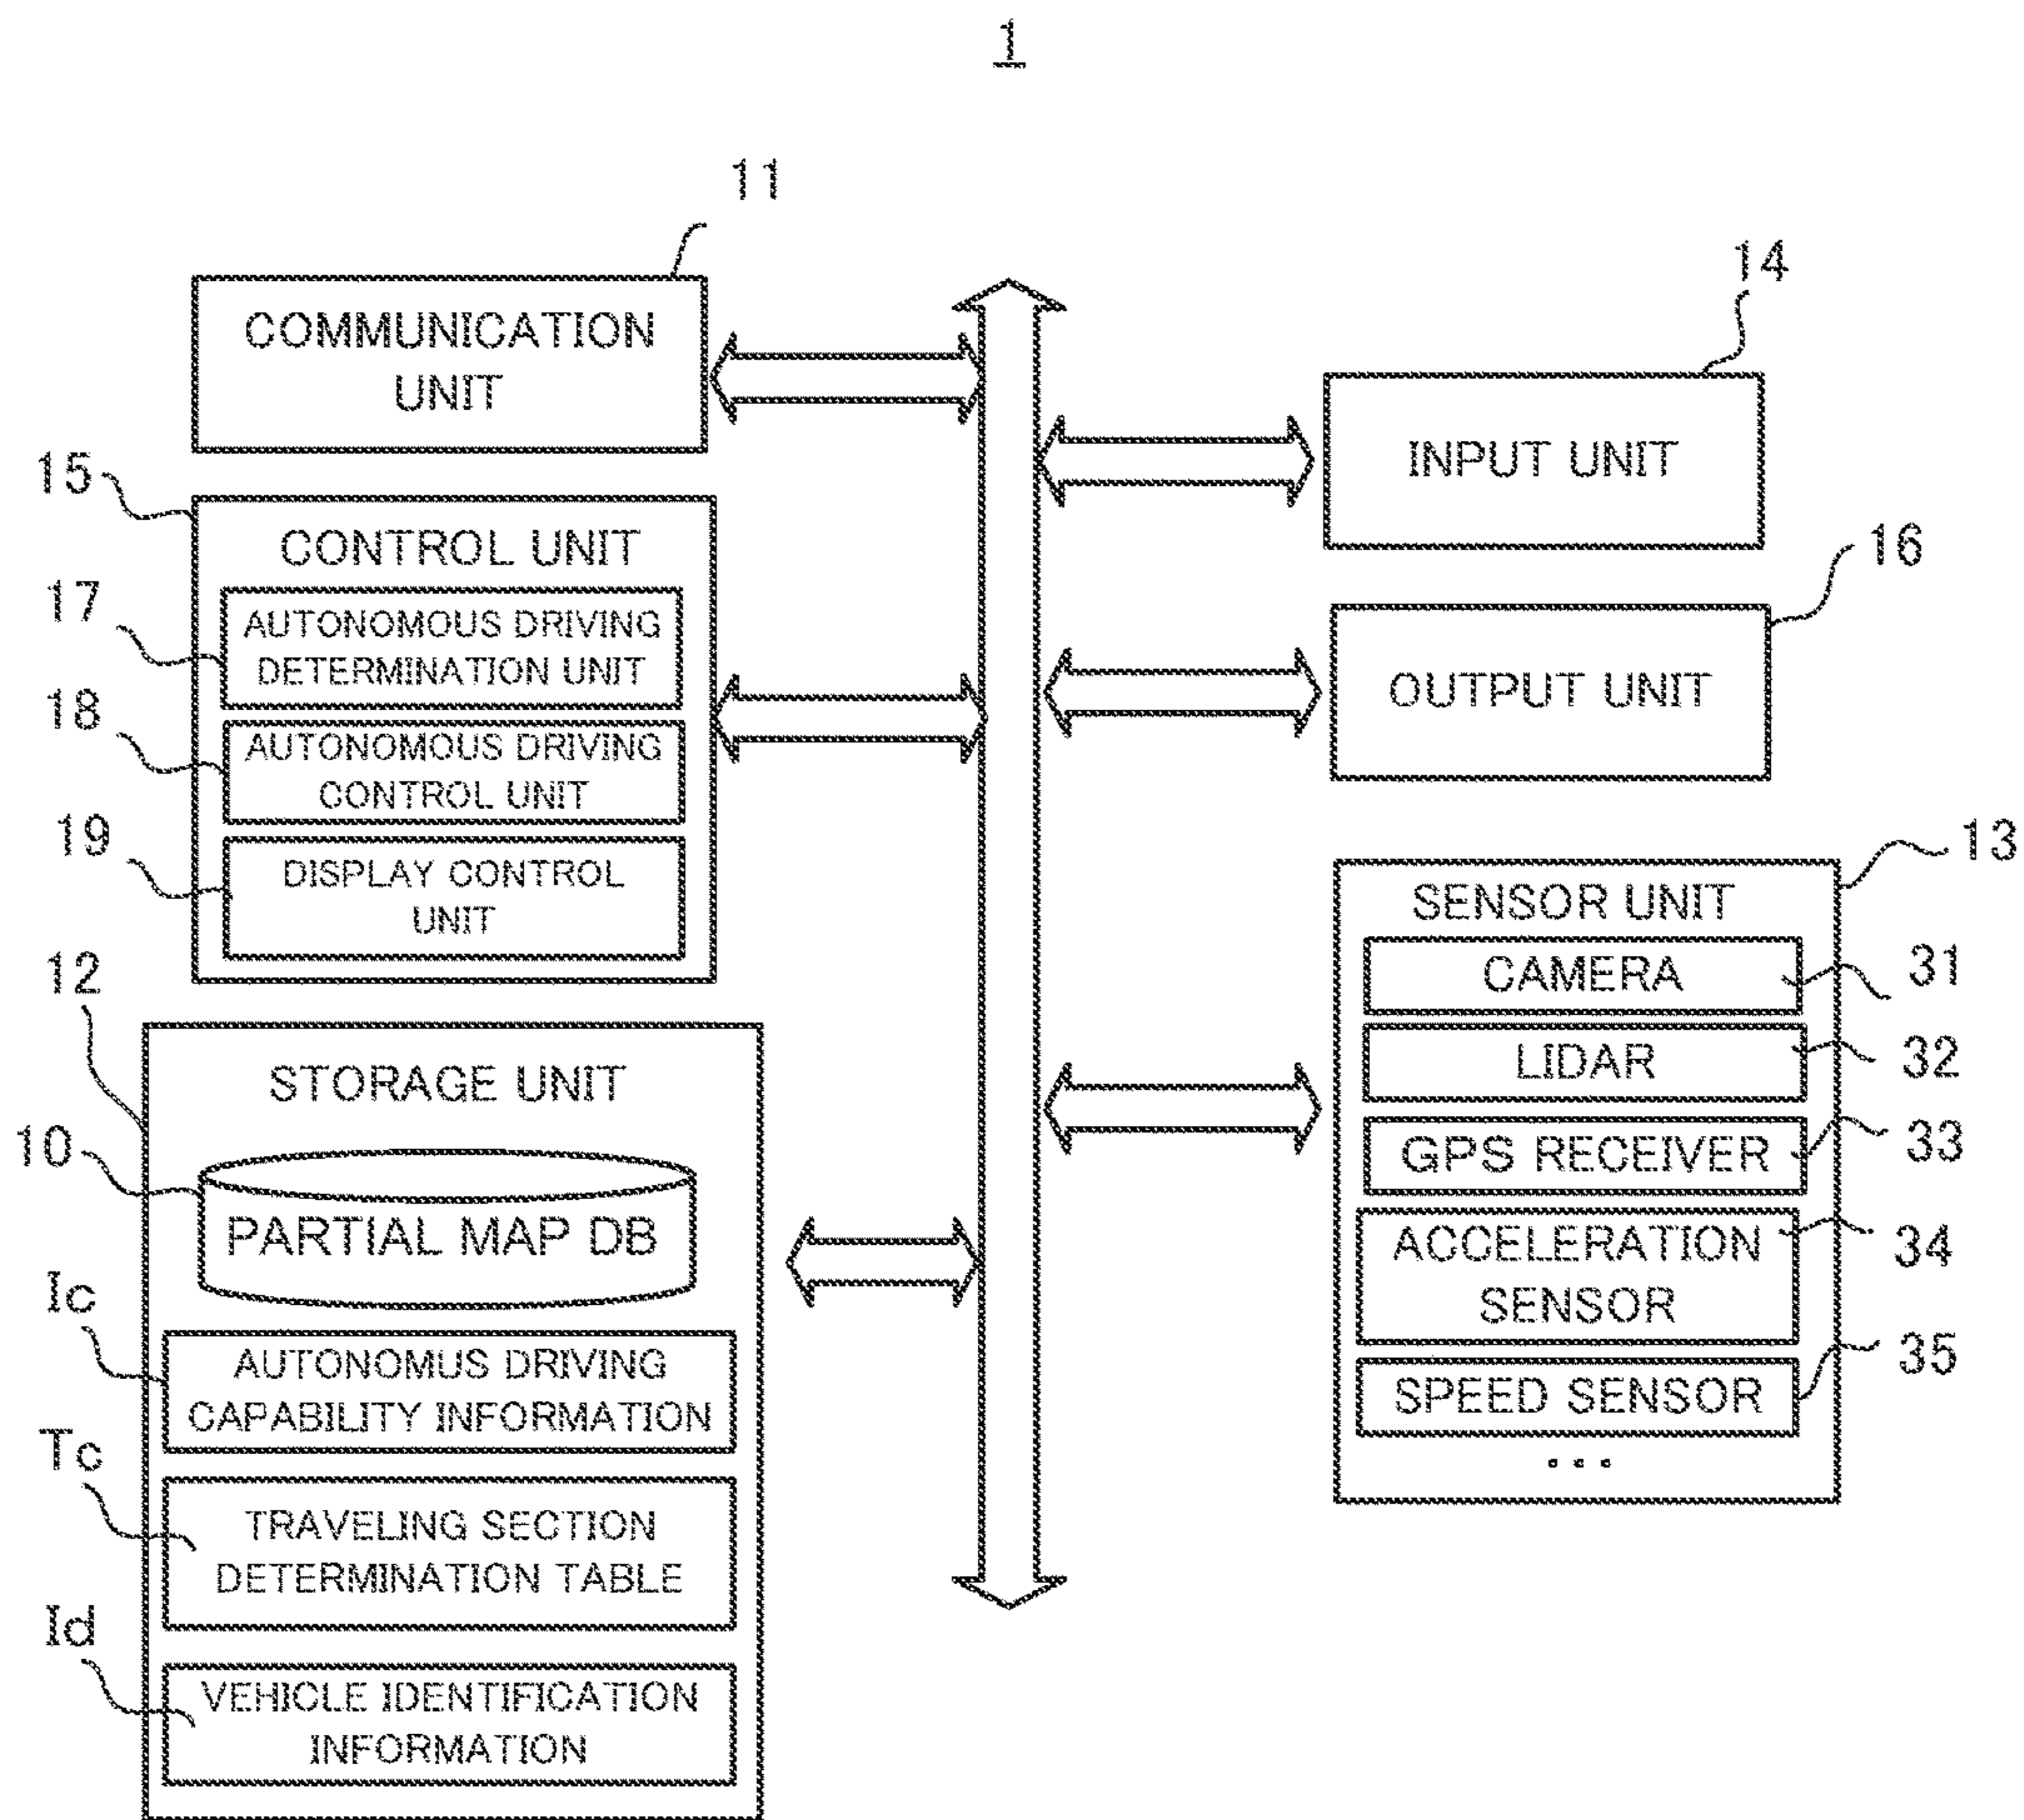 1
11
COMMUNICATION
UNIT
15
CONTROL UNIT
17
AUTONOMOUS DRIVING
DETERMINATION UNIT
18
AUTONOMOUS DRIVING
CONTROL UNIT
19
DISPLAY CONTROL
UNIT
12
STORAGE UNIT
10
PARTIAL MAP DB
Ic
AUTONOMUS DRIVING
CAPABILITY INFORMATION
Tc
TRAVELING SECTION
DETERMINATION TABLE
Id
VEHICLE IDENTIFICATION
INFORMATION
14
INPUT UNIT
16
OUTPUT UNIT
13
SENSOR UNIT
CAMERA
31
LIDAR
32
GPS RECEIVER
33
ACCELERATION
SENSOR
34
SPEED SENSOR
35
...